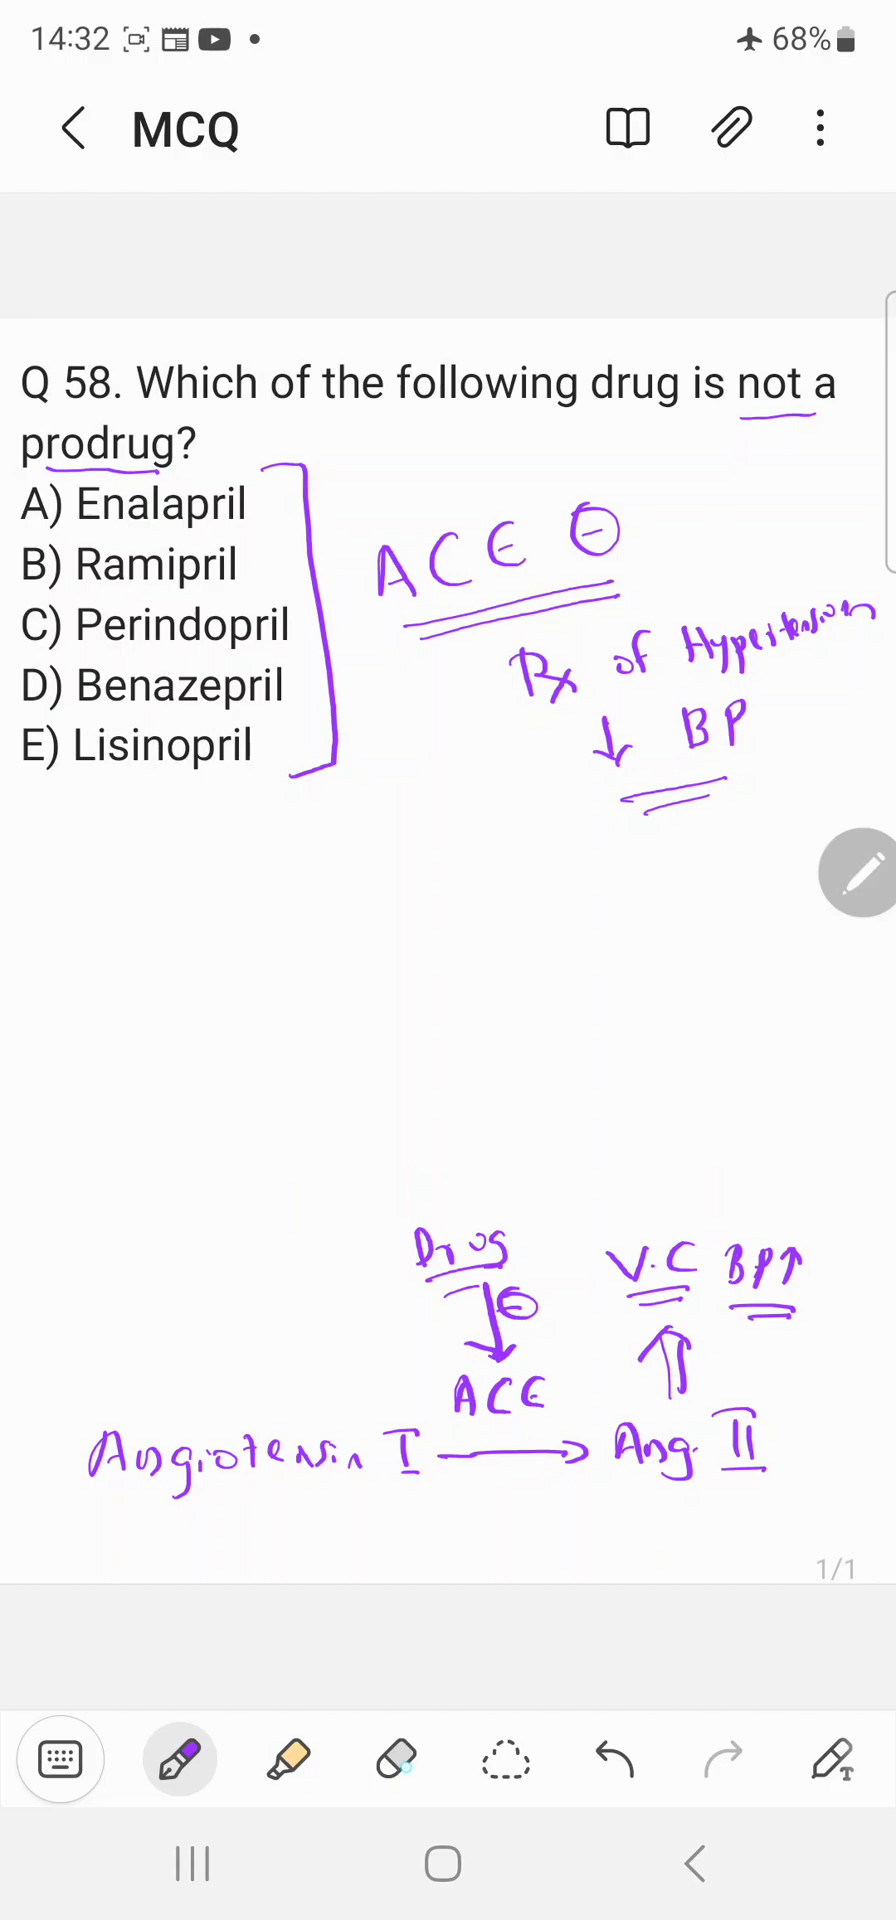 14:32
68%
MCQ
Q 58. Which of the following drug is not a
prodrug?
A) Enalapril
B) Ramipril
C) Perindopril
D) Benazepril
E) Lisinopril
ACE ⊖
Rx of Hypertension
↓ BP
Drug
⊖
V.C BP↑
ACE
Angiotensin I → Ang. II
1/1
T